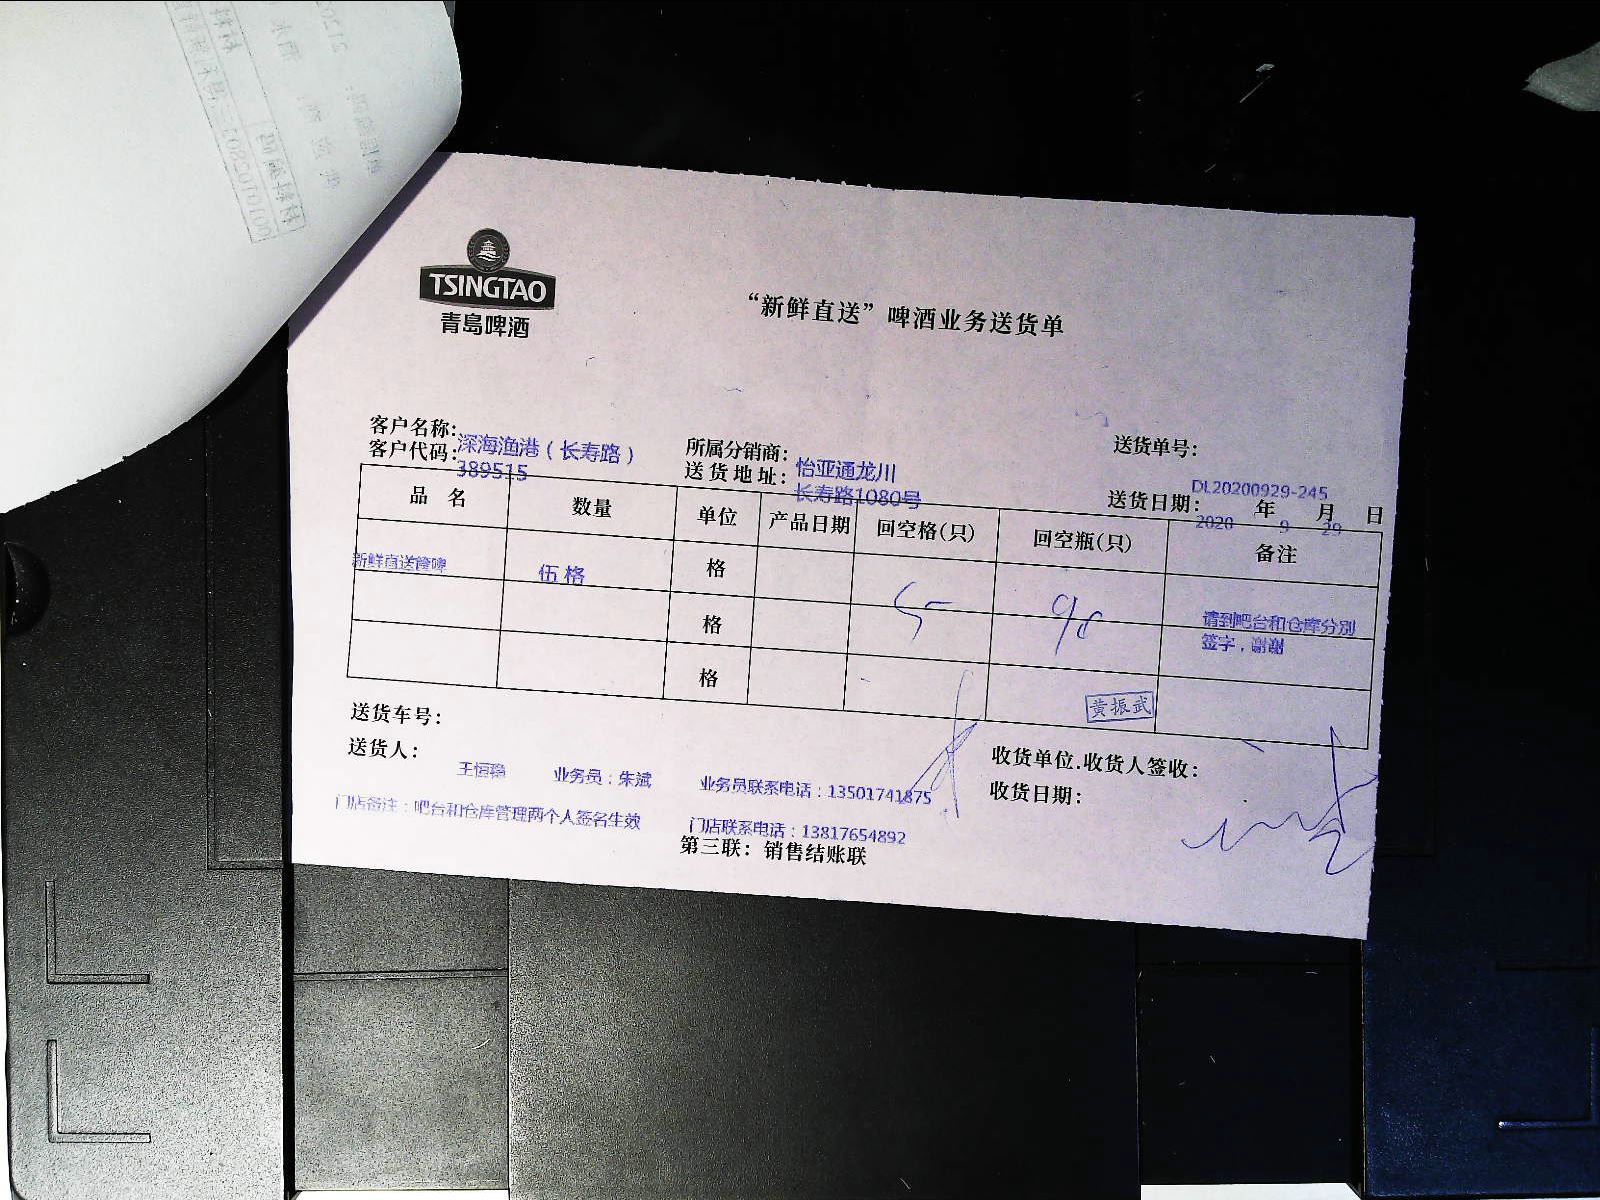 TSINGTAO
青岛啤酒
“新鲜直送”啤酒业务送货单
客户名称: 深海渔港（长寿路）
客户代码: 389515
所属分销商: 怡亚通龙川
送货地址: 长寿路1080号
送货单号: DL20200929-245
送货日期: 2020 年 9 月 29 日
品名 数量 单位 产品日期 回空格(只) 回空瓶(只) 备注
新鲜直送 伍格 格 5 请到吧台和仓库分别签字，谢谢
格
格
黄振武
送货车号:
送货人: 王恒稳 业务员：朱斌 业务员联系电话：13501741875
收货单位.收货人签收:
收货日期:
门店备注：吧台和仓库管理两个人签名生效 门店联系电话：13817654892
第三联：销售结账联